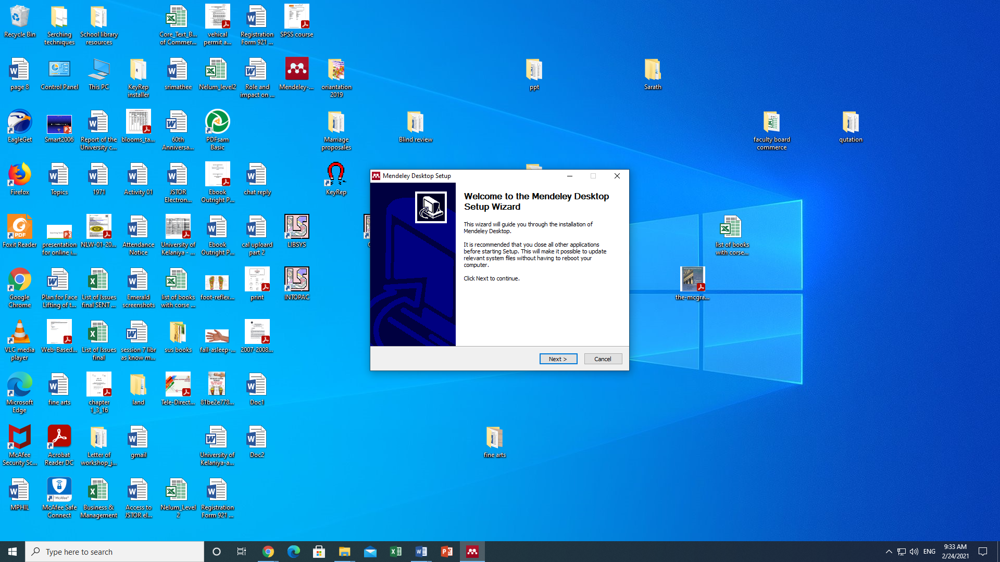 Recycle Bin
Serching techniques
School library resources
Core_Text_B... of Commer...
vehical permit a...
Registration Form 921 ...
SPSS course
page 8
Control Panel
This PC
KeyRep installer
srimathee
Nelum_level2
Role and impact on ...
Mendeley-...
oriantation 2019
ppt
Sarath
EagleGet
Smart2006
Report of the University c...
blooms_ta...
60th Anniversa...
PDFsam Basic
Marriage proposales
Blind review
faculty board commerce
qutation
Firefox
Topics
1971
Activity 01
JSTOR Electron...
Ebook Outright P...
chat reply
KeyRep
Mendeley Desktop Setup
Welcome to the Mendeley Desktop
Setup Wizard
This wizard will guide you through the installation of
Mendeley Desktop.
It is recommended that you close all other applications
before starting Setup. This will make it possible to update
relevant system files without having to reboot your
computer.
Click Next to continue.
Next >
Cancel
Foxit Reader
presentation for online i...
NLW-01-20...
Attendance Notice
University of Kelaniya - ...
Ebook Outright P...
cal uploard part 2
LIBSYS
list of books with corse...
Google Chrome
Plan for Face Lifting of t...
List of Issues final SENT ...
Emerald screenshots
list of books with corse ...
foot-reflex...
print
INTOPAC
the-mcgra...
VLC media player
Web-Based...
List of Issues final
session 7 libr as know m...
sus books
fall-asleep-...
2007-2008...
Microsoft Edge
fine arts
chapter 1_3_16
land
Tele-Direct...
81be2e778...
Doc1
McAfee Security Sc...
Acrobat Reader DC
Letter of workshop_j...
gmail
University of Kelaniya-a...
Doc2
fine arts
MPHIL
McAfee Safe Connect
Business & Management
Access to JSTOR el...
Nelum_Level 2
Registration Form 921 ...
Type here to search
ENG
9:33 AM
2/24/2021